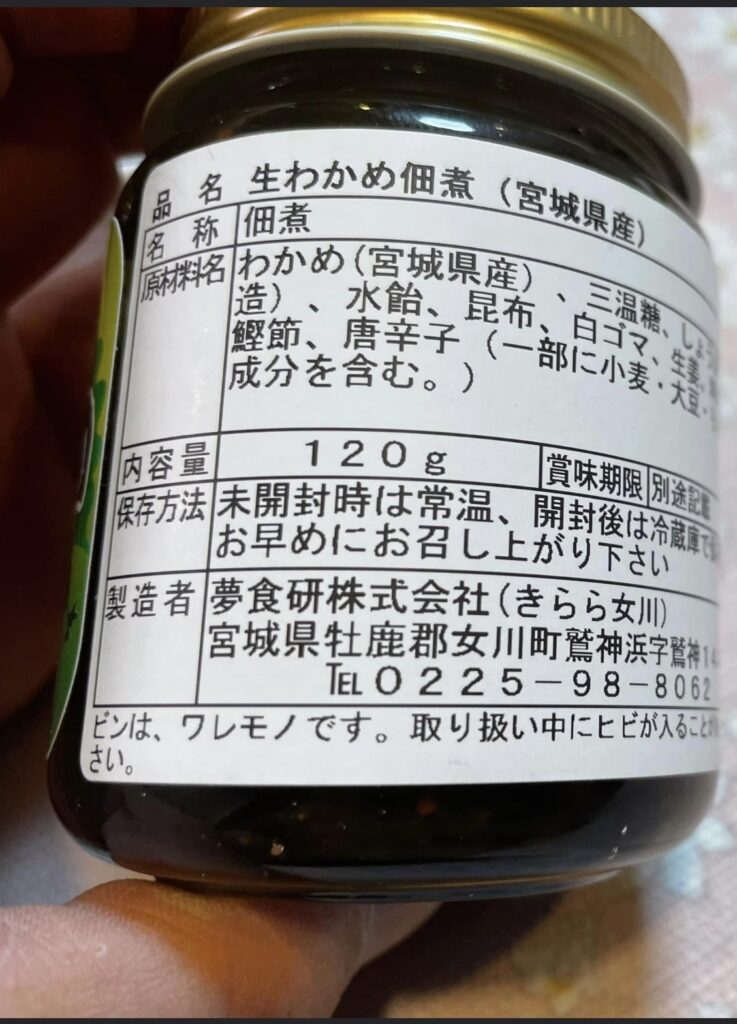 品名 生わかめ佃煮（宮城県産）
名称 佃煮
原材料名 わかめ（宮城県産）、三温糖、しょ
造）、水飴、昆布、白ゴマ、生姜
鰹節、唐辛子（一部に小麦・大豆・
成分を含む。）
内容量 １２０ｇ 賞味期限 別途記載
保存方法 未開封時は常温、開封後は冷蔵庫で
お早めにお召し上がり下さい
製造者 夢食研株式会社（きらら女川）
宮城県牡鹿郡女川町鷲神浜字鷲神
℡０２２５－９８－８０６２
ビンは、ワレモノです。取り扱い中にヒビが入ることが
さい。